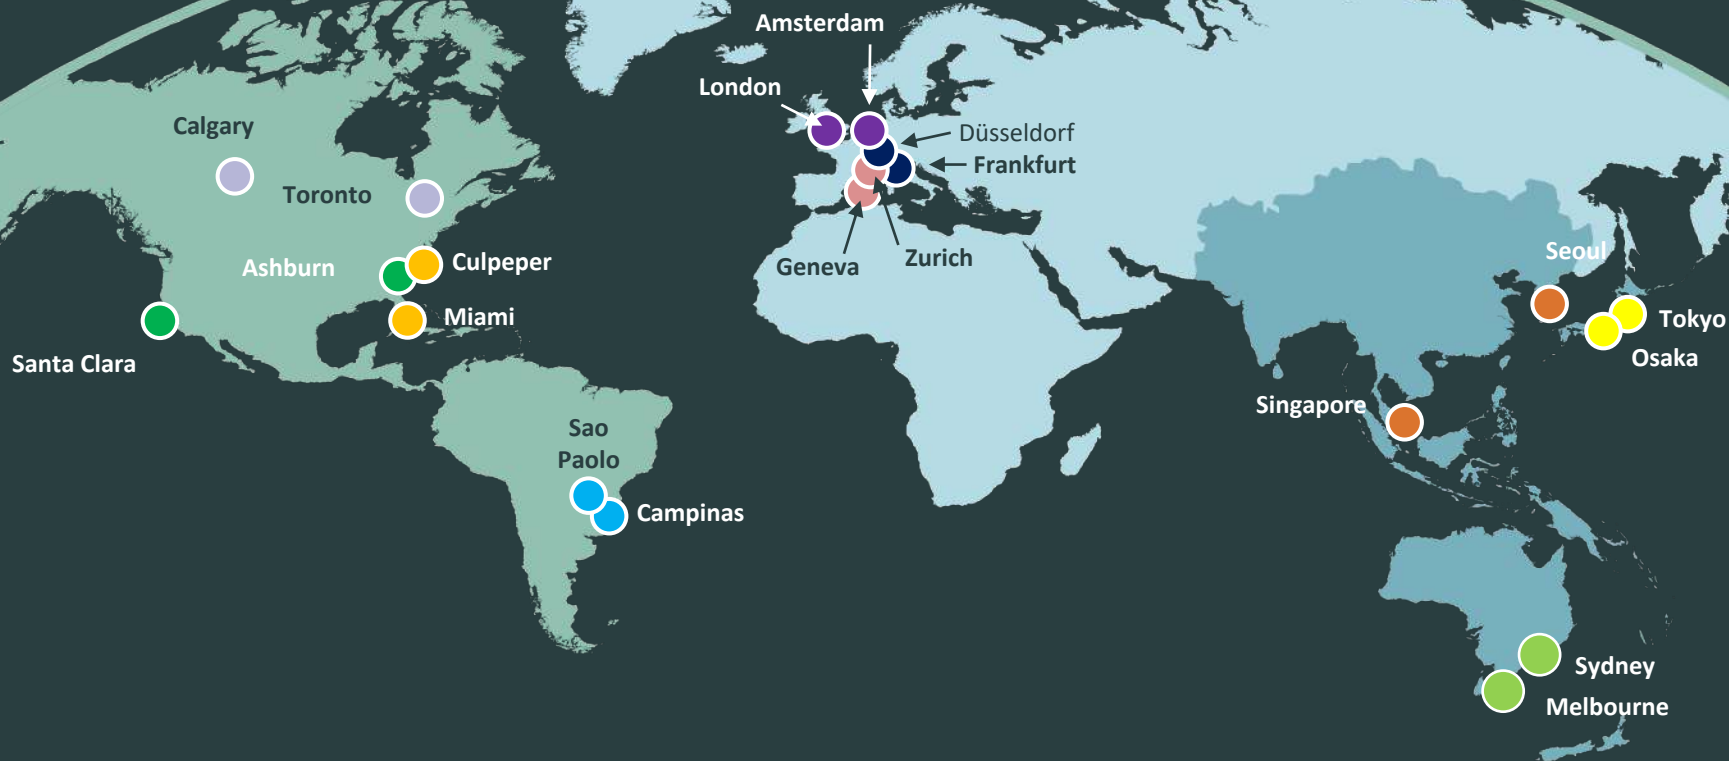 Amsterdam
London
Calgary
Düsseldorf
Frankfurt
Toronto
Ashburn
Culpeper
Geneva
Zurich
Seoul
Miami
Tokyo
Santa Clara
Osaka
Singapore
Sao
Paolo
Campinas
Sydney
Melbourne